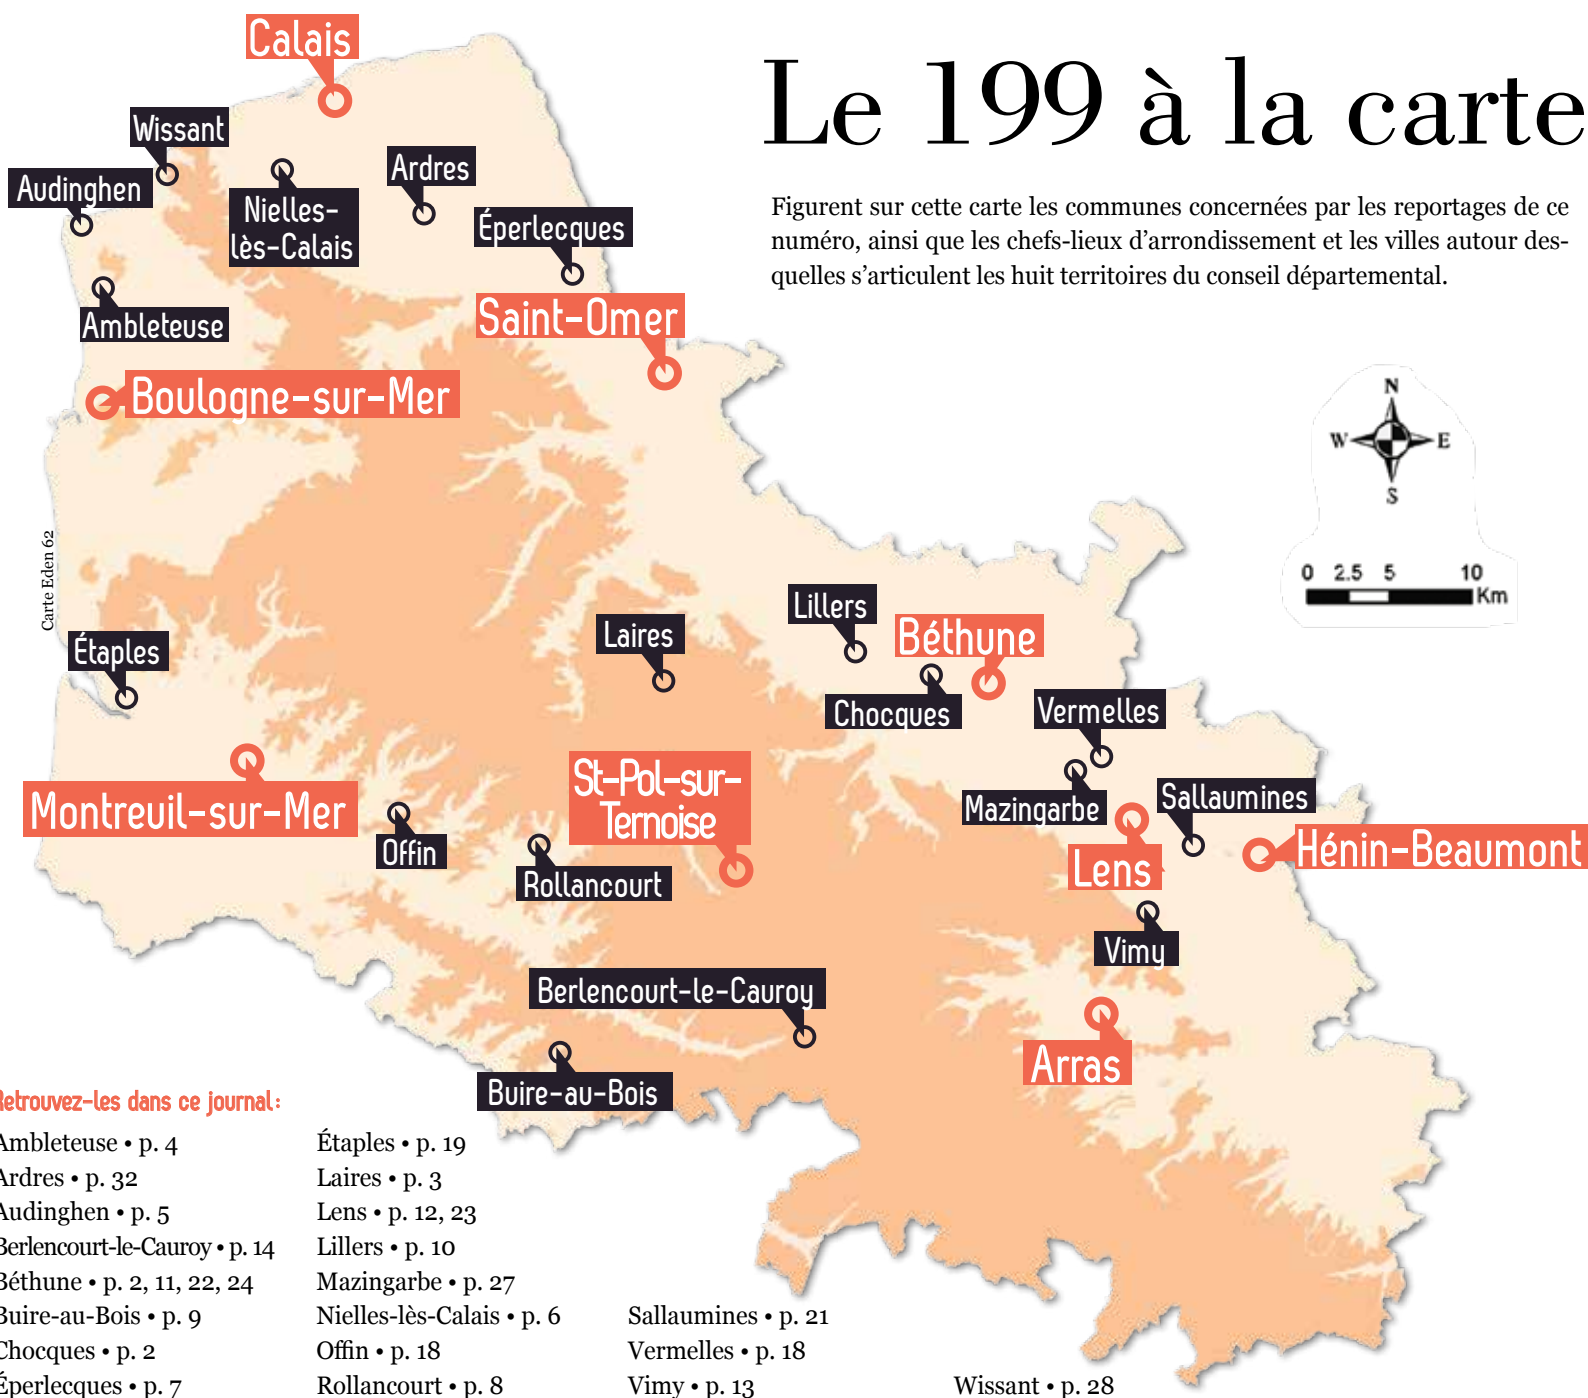 Le 199 à la carte
Figurent sur cette carte les communes concernées par les reportages de ce
numéro, ainsi que les chefs-lieux d'arrondissement et les villes autour des-
quelles s'articulent les huit territoires du conseil départemental.
Calais
Wissant
Audinghen
Nielles-
lès-Calais
Ardres
Éperlecques
Ambleteuse
Saint-Omer
Boulogne-sur-Mer
N
W E
S
0 2.5 5 10
Km
Carte Eden 62
Étaples
Laires
Lillers
Béthune
Chocques
Vermelles
Montreuil-sur-Mer
St-Pol-sur-
Ternoise
Mazingarbe
Sallaumines
Offin
Rollancourt
Lens
Hénin-Beaumont
Vimy
Berlencourt-le-Cauroy
Arras
Buire-au-Bois
Retrouvez-les dans ce journal :
Ambleteuse • p. 4
Ardres • p. 32
Audinghen • p. 5
Berlencourt-le-Cauroy • p. 14
Béthune • p. 2, 11, 22, 24
Buire-au-Bois • p. 9
Chocques • p. 2
Éperlecques • p. 7
Étaples • p. 19
Laires • p. 3
Lens • p. 12, 23
Lillers • p. 10
Mazingarbe • p. 27
Nielles-lès-Calais • p. 6
Offin • p. 18
Rollancourt • p. 8
Sallaumines • p. 21
Vermelles • p. 18
Vimy • p. 13
Wissant • p. 28